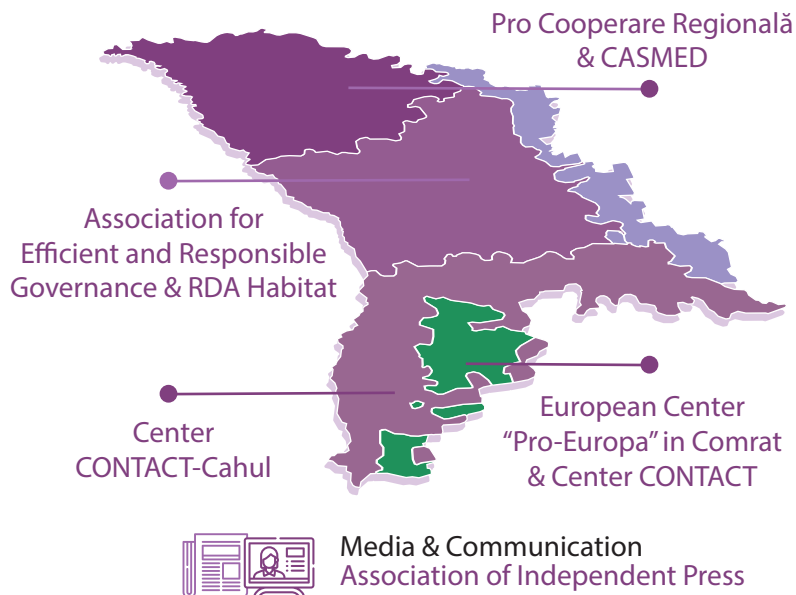 Pro Cooperare Regională
& CASMED
Association for
Efficient and Responsible
Governance & RDA Habitat
Center
CONTACT-Cahul
European Center
“Pro-Europa” in Comrat
& Center CONTACT
Media & Communication
Association of Independent Press